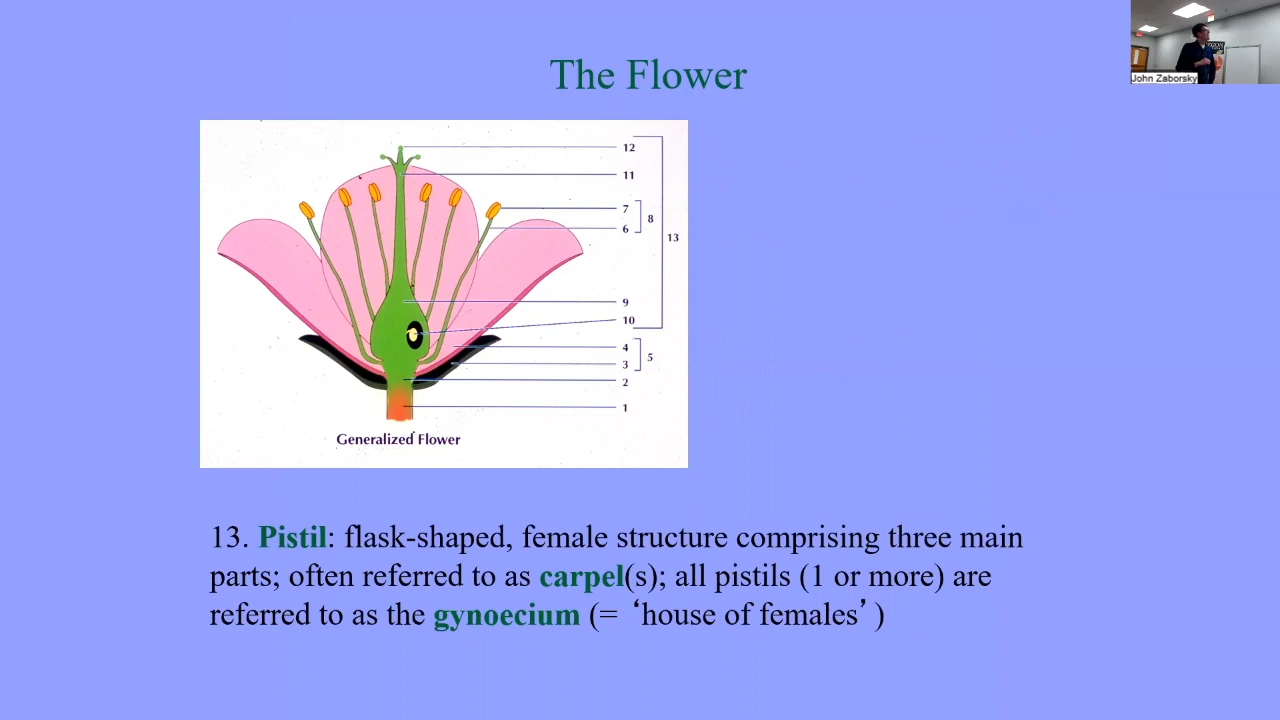 The Flower
John Zaborsky
12
11
7
8
6
13
9
10
4
5
3
2
1
Generalized Flower
13. Pistil: flask-shaped, female structure comprising three main
parts; often referred to as carpel(s); all pistils (1 or more) are
referred to as the gynoecium (= ‘house of females’ )